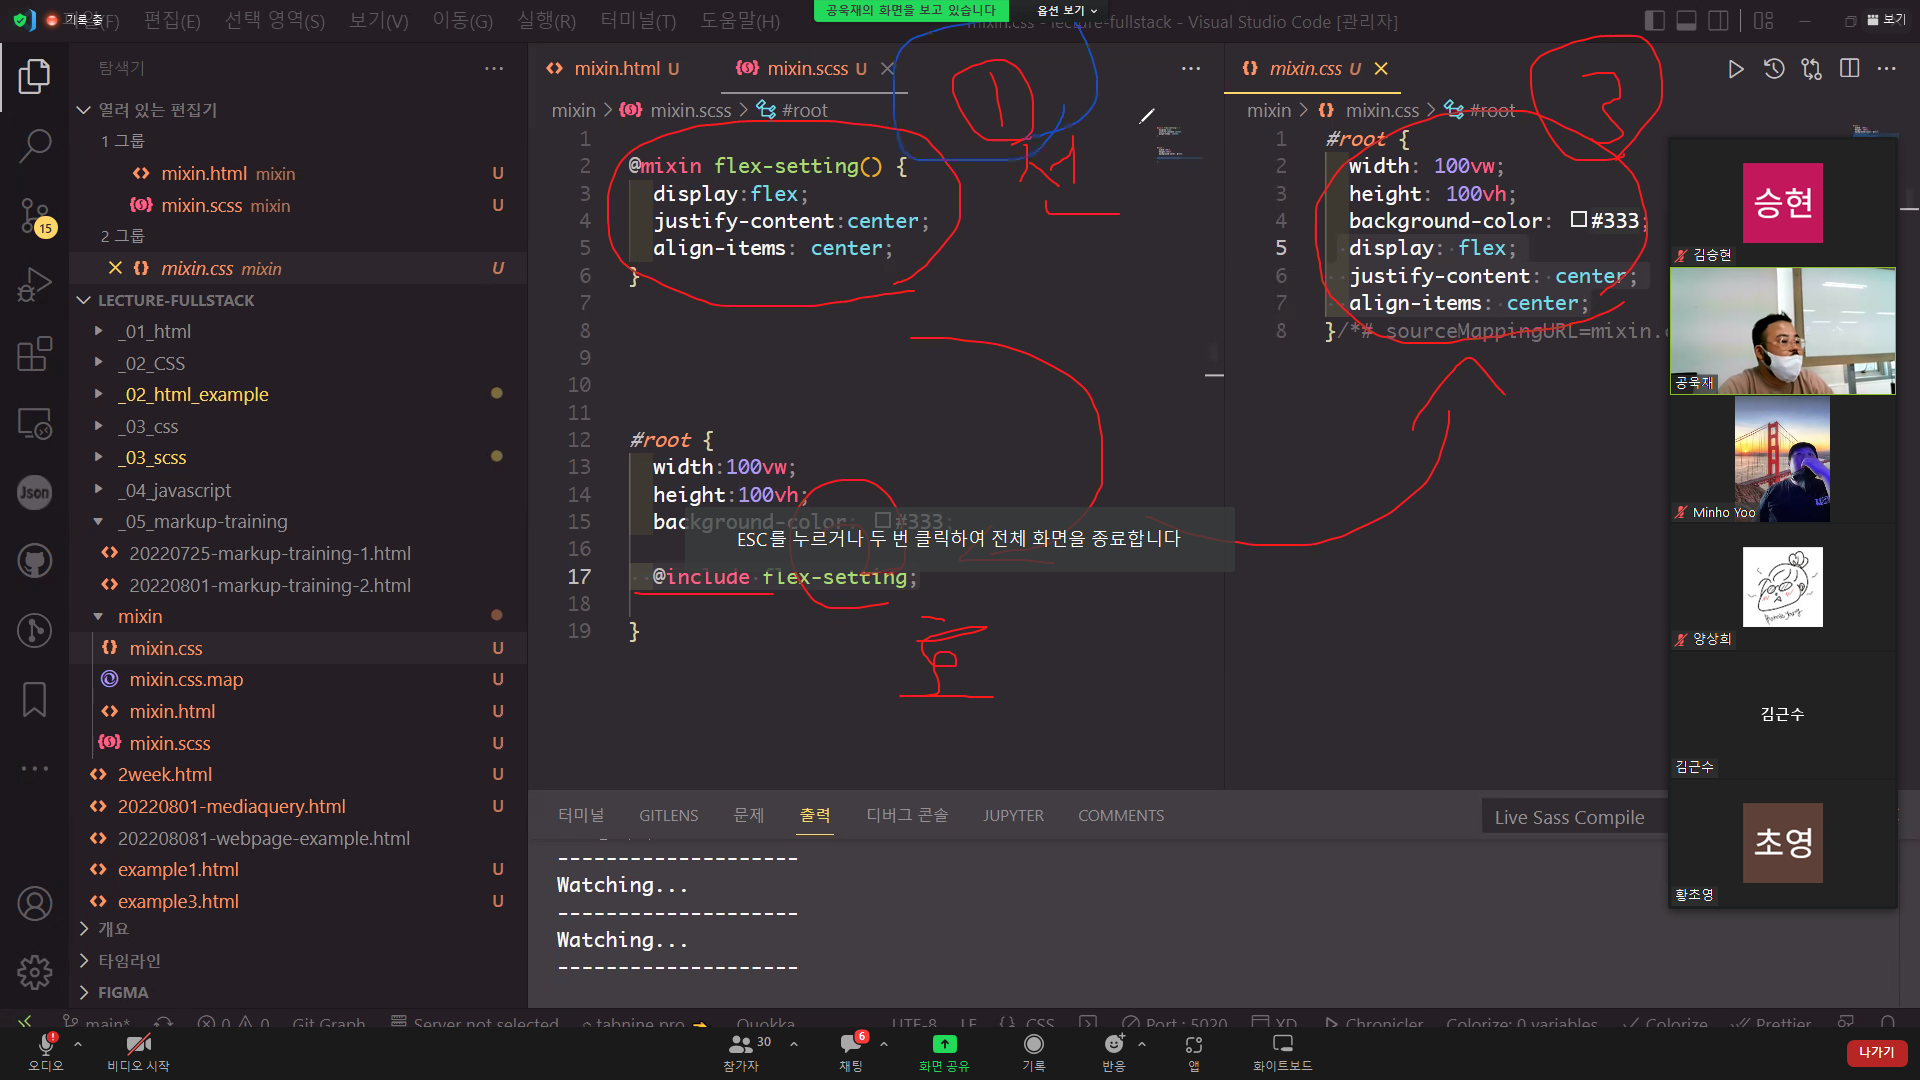 기록 중
편집(E) 선택 영역(S) 보기(V) 이동(G) 실행(R) 터미널(T) 도움말(H)
공욱재의 화면을 보고 있습니다
옵션 보기
mixin.css - lecture-fullstack - Visual Studio Code [관리자]
보기
탐색기
열려 있는 편집기
1 그룹
mixin.html mixin U
mixin.scss mixin U
2 그룹
mixin.css mixin U
LECTURE-FULLSTACK
_01_html
_02_CSS
_02_html_example
_03_css
_03_scss
_04_javascript
_05_markup-training
20220725-markup-training-1.html
20220801-markup-training-2.html
mixin
mixin.css U
mixin.css.map U
mixin.html U
mixin.scss U
2week.html U
20220801-mediaquery.html U
202208081-webpage-example.html
example1.html U
example3.html U
개요
타임라인
FIGMA
15
Json
mixin.html U
mixin.scss U
mixin > mixin.scss > #root
1
2 @mixin flex-setting() {
3 display:flex;
4 justify-content:center;
5 align-items: center;
6 }
7
8
9
10
11
12 #root {
13 width:100vw;
14 height:100vh;
15 background-color: #333;
16
17 @include flex-setting;
18
19 }
1
ESC를 누르거나 두 번 클릭하여 전체 화면을 종료합니다
mixin.css U
mixin > mixin.css > #root
1 #root {
2 width: 100vw;
3 height: 100vh;
4 background-color: #333;
5 display: flex;
6 justify-content: center;
7 align-items: center;
8 }/*# sourceMappingURL=mixin.
3
승현
김승현
공욱재
Minho Yoo
양상희
김근수
김근수
초영
황초영
터미널 GITLENS 문제 출력 디버그 콘솔 JUPYTER COMMENTS
Live Sass Compile
--------------------
Watching...
--------------------
Watching...
--------------------
main* 0 0 Git Graph Server not selected tabnine pro Quokka
UTF-8 LF CSS Port : 5020 XD Chronicler Colorize: 0 variables Colorize Prettier
오디오
비디오 시작
참가자 30
채팅 6
화면 공유
기록
반응
앱
화이트보드
나가기